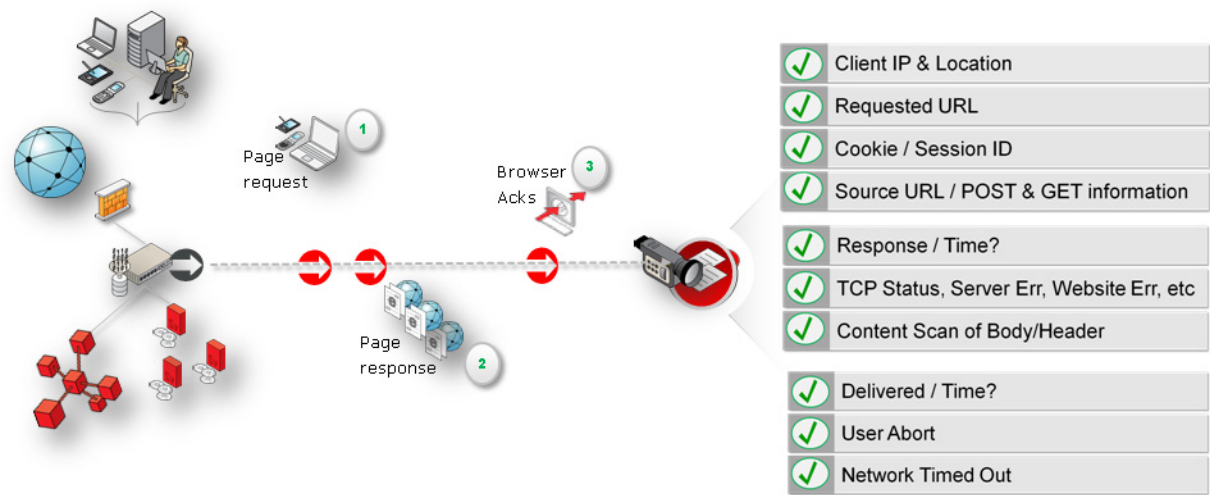 1
Page
request
Browser
Acks
3
Page
response
2
Client IP & Location
Requested URL
Cookie / Session ID
Source URL / POST & GET information
Response / Time?
TCP Status, Server Err, Website Err, etc
Content Scan of Body/Header
Delivered / Time?
User Abort
Network Timed Out